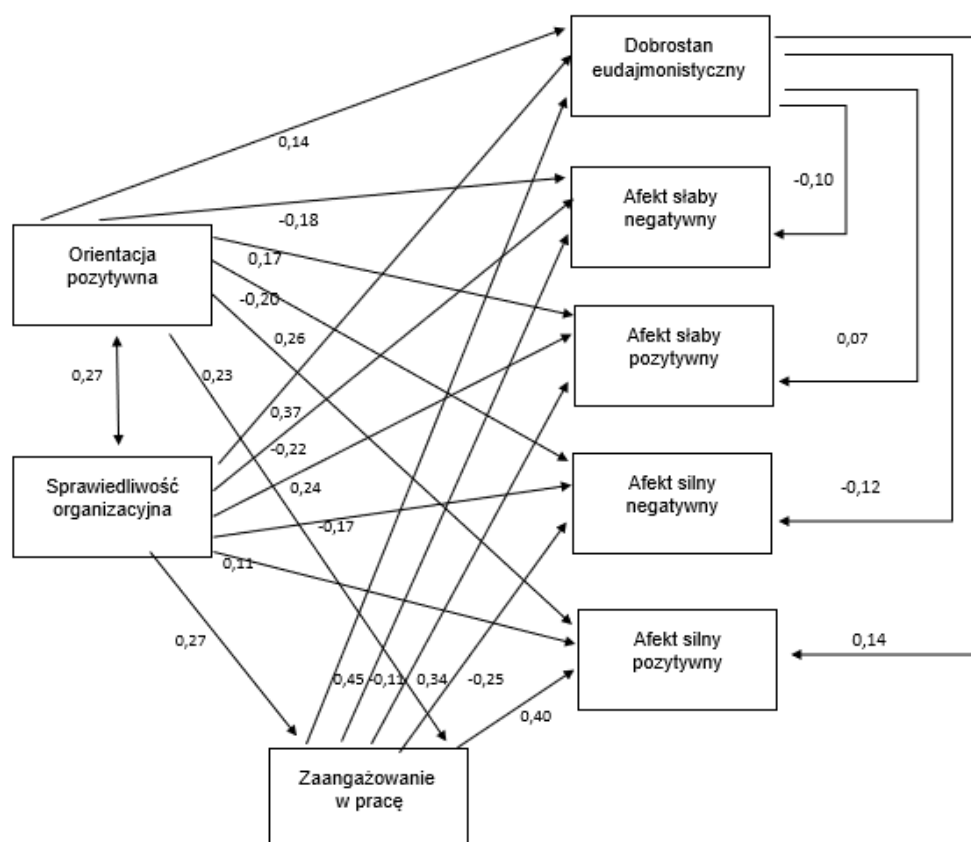 Dobrostan
eudajmonistyczny
0,14
-0,10
Afekt słaby
negatywny
-0,18
Orientacja
pozytywna
0,17
-0,20
0,26
Afekt słaby
pozytywny
0,07
0,27
0,23
0,37
-0,22
Sprawiedliwość
organizacyjna
0,24
Afekt silny
negatywny
-0,12
-0,17
0,11
0,27
Afekt silny
pozytywny
0,14
0,45
-0,11
0,34
-0,25
0,40
Zaangażowanie
w pracę